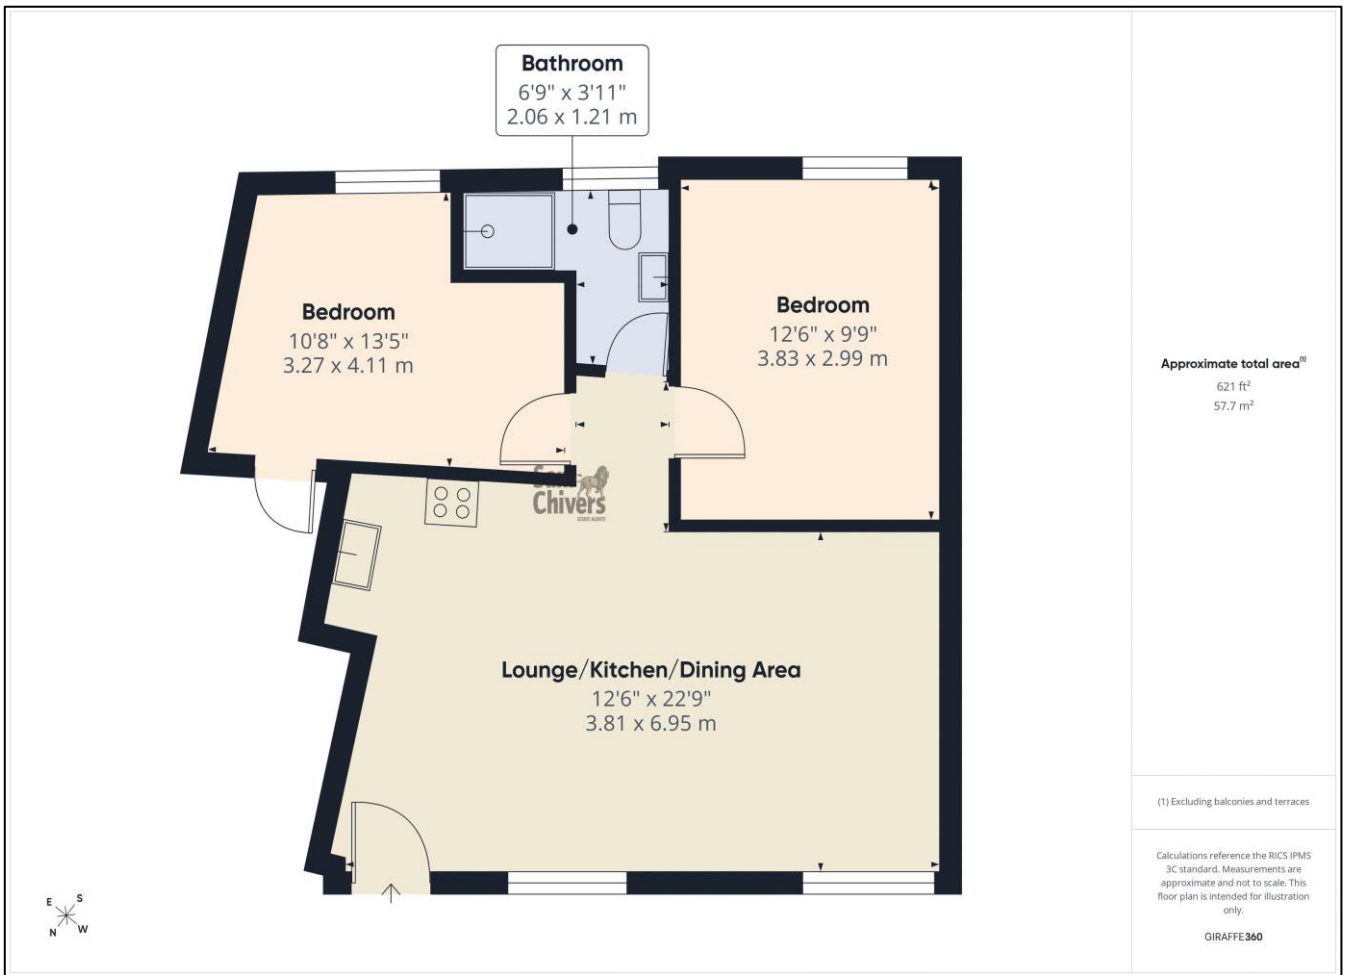 Bathroom
6'9" x 3'11"
2.06 x 1.21 m
Bedroom
10'8" x 13'5"
3.27 x 4.11 m
Bedroom
12'6" x 9'9"
3.83 x 2.99 m
Sam
Chivers
ESTATE AGENTS
Lounge/Kitchen/Dining Area
12'6" x 22'9"
3.81 x 6.95 m
E S
N W
Approximate total area(1)
621 ft²
57.7 m²
(1) Excluding balconies and terraces
Calculations reference the RICS IPMS
3C standard. Measurements are
approximate and not to scale. This
floor plan is intended for illustration
only.
GIRAFFE360